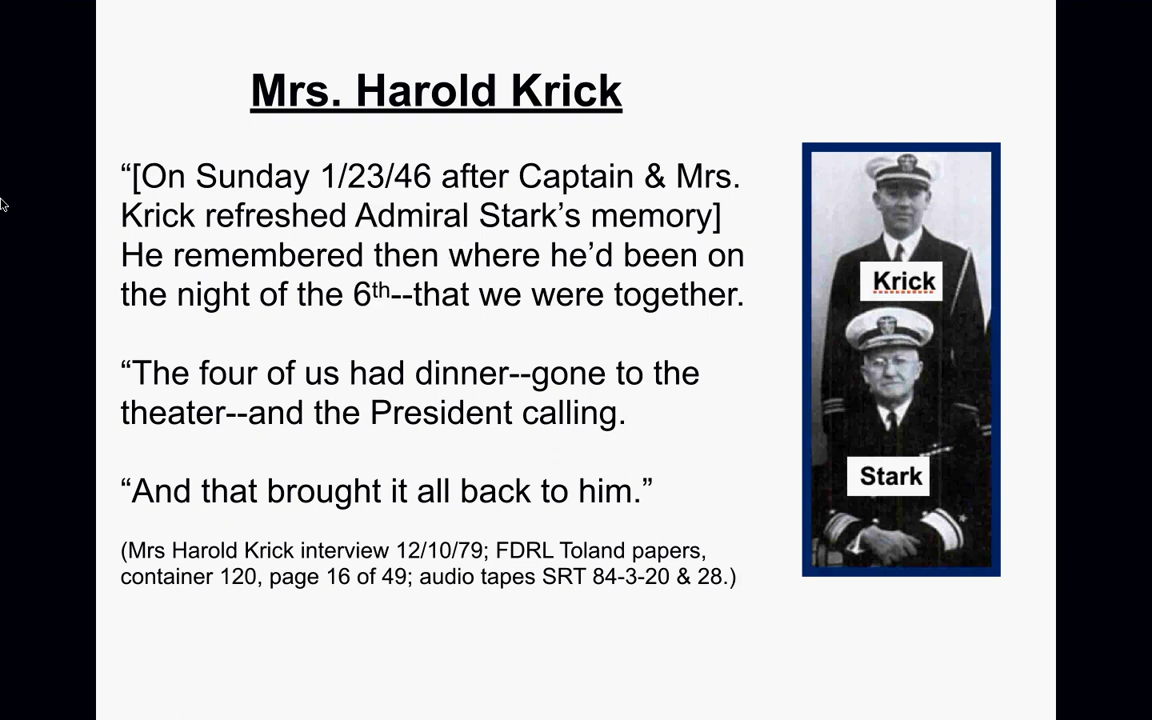 Mrs. Harold Krick
“[On Sunday 1/23/46 after Captain & Mrs.
Krick refreshed Admiral Stark’s memory]
He remembered then where he’d been on
the night of the 6th--that we were together.
“The four of us had dinner--gone to the
theater--and the President calling.
“And that brought it all back to him.”
(Mrs Harold Krick interview 12/10/79; FDRL Toland papers,
container 120, page 16 of 49; audio tapes SRT 84-3-20 & 28.)
Krick
Stark